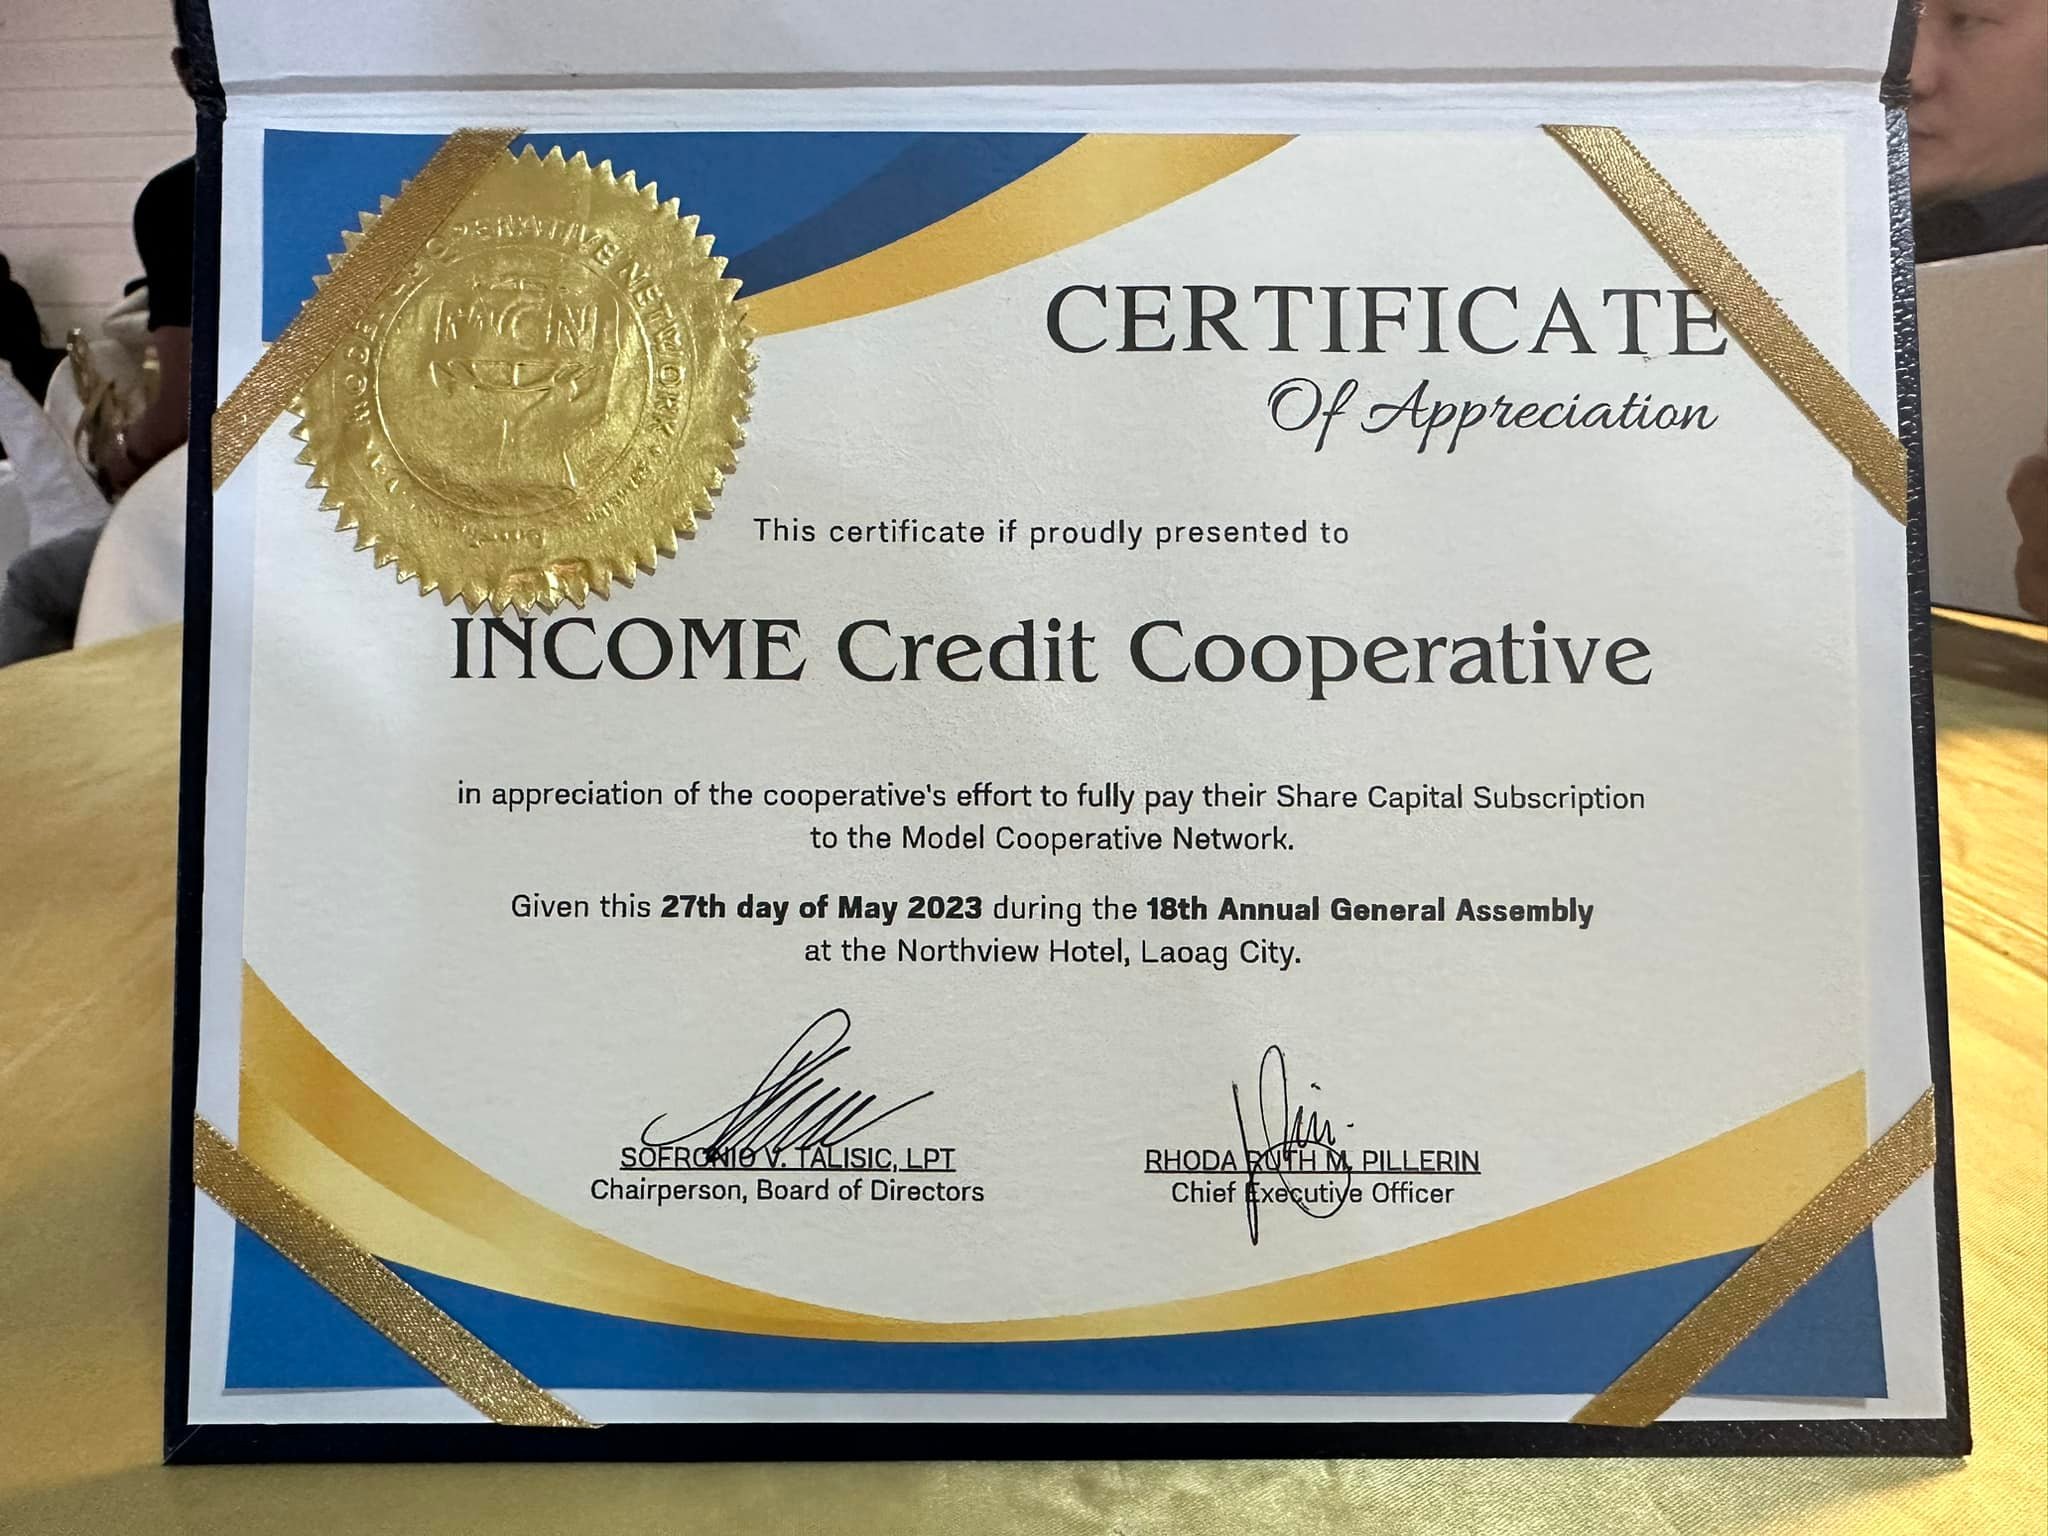 MODEL COOPERATIVE NETWORK
MCN
CERTIFICATE
Of Appreciation
This certificate if proudly presented to
INCOME Credit Cooperative
in appreciation of the cooperative's effort to fully pay their Share Capital Subscription
to the Model Cooperative Network.
Given this 27th day of May 2023 during the 18th Annual General Assembly
at the Northview Hotel, Laoag City.
SOFRONIO V. TALISIC, LPT
Chairperson, Board of Directors
RHODA RUTH M. PILLERIN
Chief Executive Officer